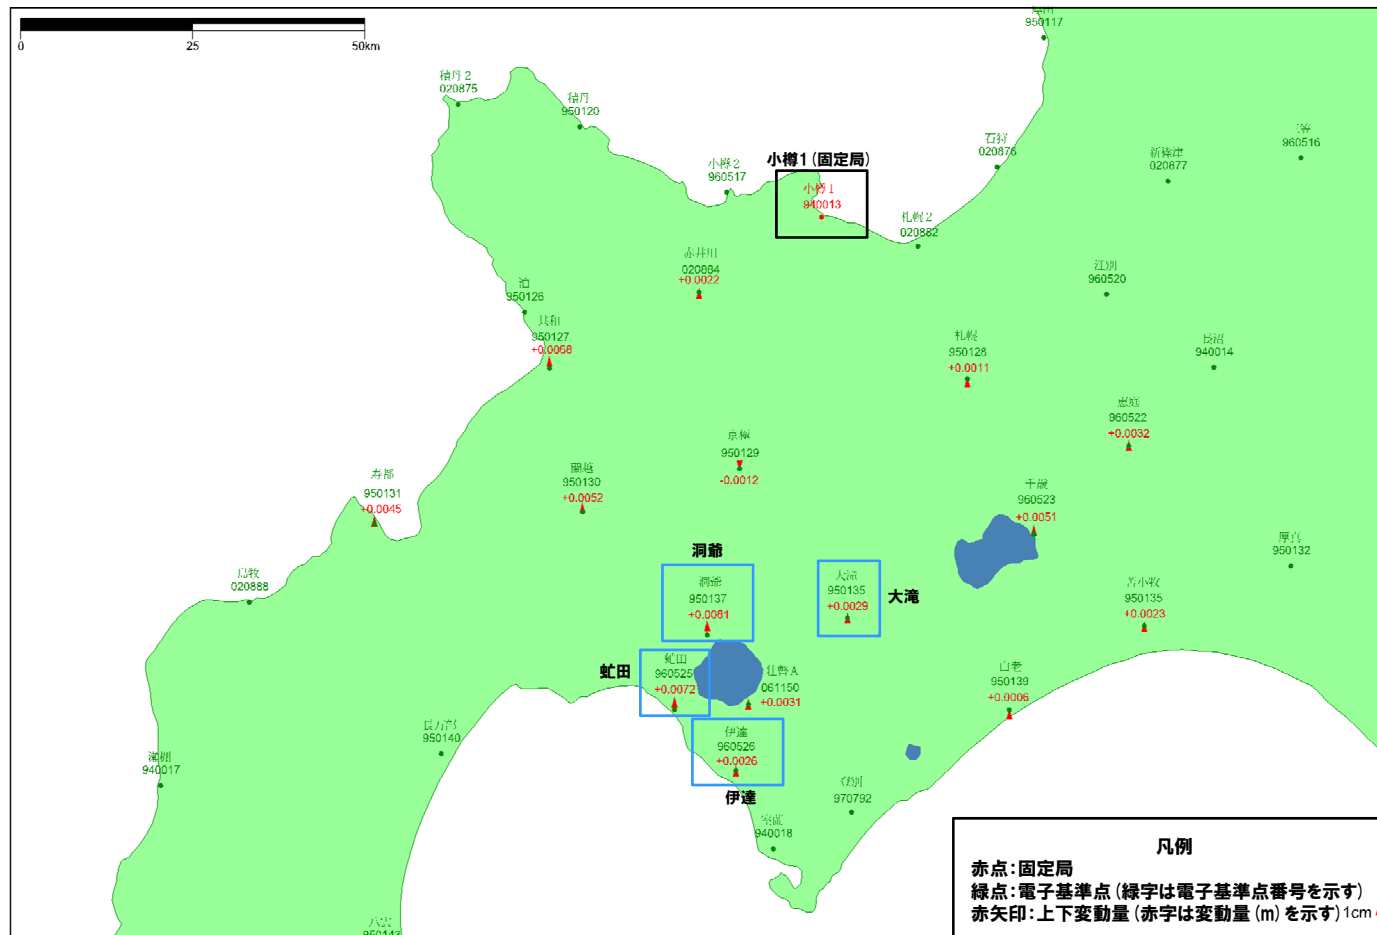 0
25
50km
950117
積丹2
020875
積丹
950120
小樽2
960517
小樽1(固定局)
小樽1
940013
石狩
020876
新篠津
020877
960516
札幌2
020882
赤井川
020884
+0.0022
江別
960520
泊
950126
共和
950127
+0.0068
札幌
950128
+0.0011
長沼
940014
恵庭
960522
+0.0032
京極
950129
-0.0012
蘭越
950130
+0.0052
寿都
950131
+0.0045
千歳
960523
+0.0051
厚真
950132
島牧
020888
洞爺
洞爺
950137
+0.0081
大滝
950135
+0.0029
大滝
苫小牧
950135
+0.0023
虻田
虻田
960525
+0.0072
壮瞥A
061150
+0.0031
白老
950139
+0.0006
伊達
960526
+0.0026
伊達
長万部
950140
瀬棚
940017
登別
970792
室蘭
940018
八雲
950143
凡例
赤点:固定局
緑点:電子基準点(緑字は電子基準点番号を示す)
赤矢印:上下変動量(赤字は変動量(m)を示す)1cm